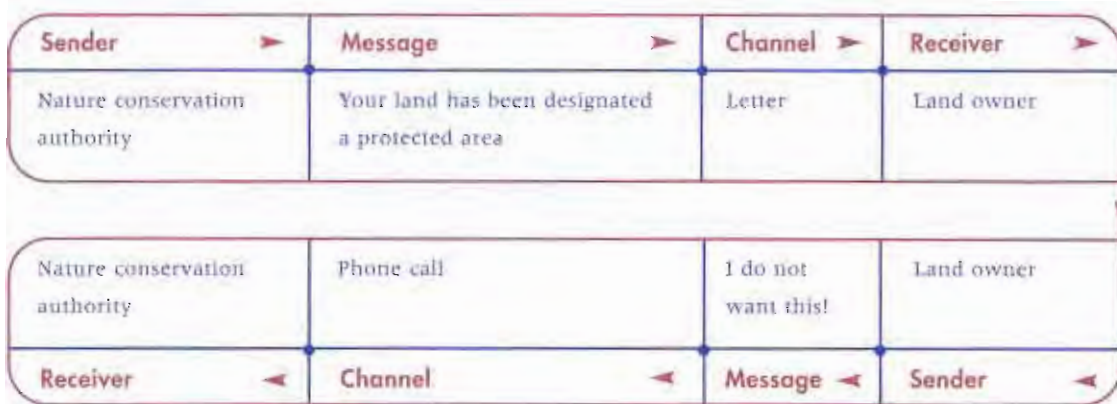 Sender ➤ Message ➤ Channel ➤ Receiver ➤
Nature conservation Your land has been designated Letter Land owner
authority a protected area
Nature conservation Phone call I do not Land owner
authority want this!
Receiver ◄ Channel ◄ Message ◄ Sender ◄